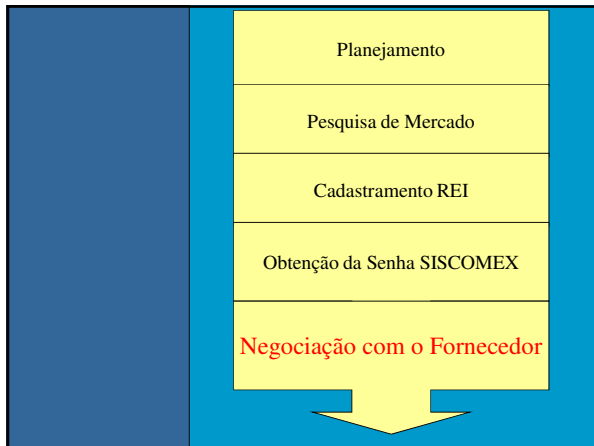 Planejamento
Pesquisa de Mercado
Cadastramento REI
Obtenção da Senha SISCOMEX
Negociação com o Fornecedor